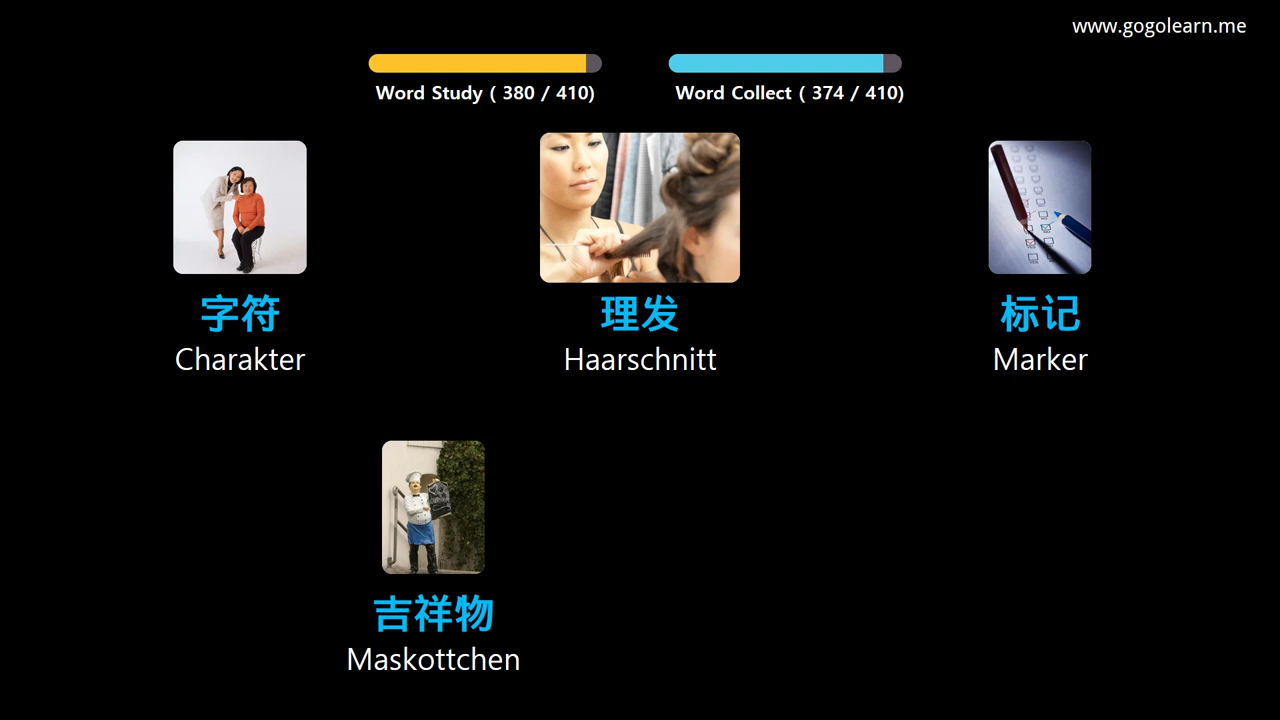 www.gogolearn.me
Word Study ( 380 / 410)
Word Collect ( 374 / 410)
字符
Charakter
理发
Haarschnitt
标记
Marker
吉祥物
Maskottchen